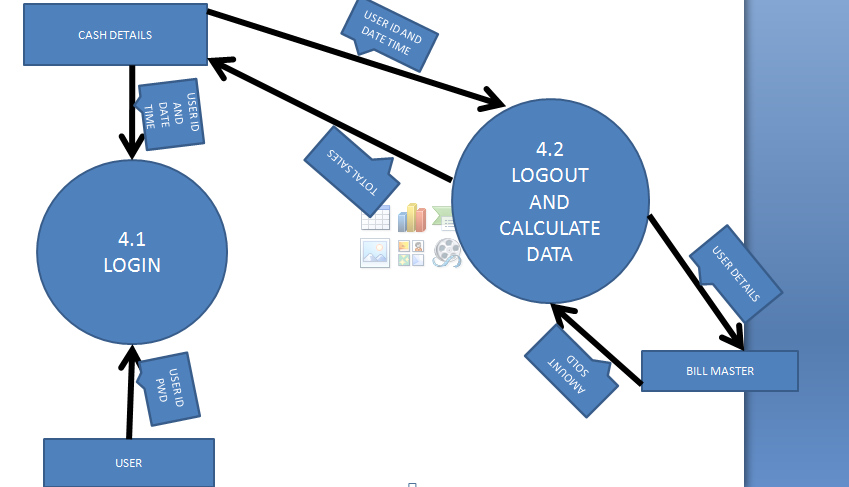 CASH DETAILS
USER ID AND
DATE TIME
USER ID
AND
DATE
TIME
TOTAL SALES
4.2
LOGOUT
AND
CALCULATE
DATA
4.1
LOGIN
USER DETAILS
AMOUNT
SOLD
BILL MASTER
USER ID
PWD
USER